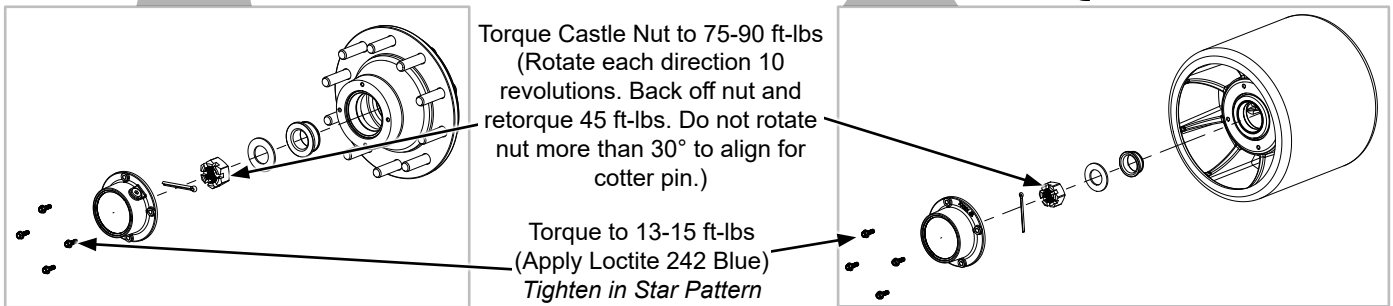 Torque Castle Nut to 75-90 ft-lbs
(Rotate each direction 10
revolutions. Back off nut and
retorque 45 ft-lbs. Do not rotate
nut more than 30° to align for
cotter pin.)
Torque to 13-15 ft-lbs
(Apply Loctite 242 Blue)
Tighten in Star Pattern